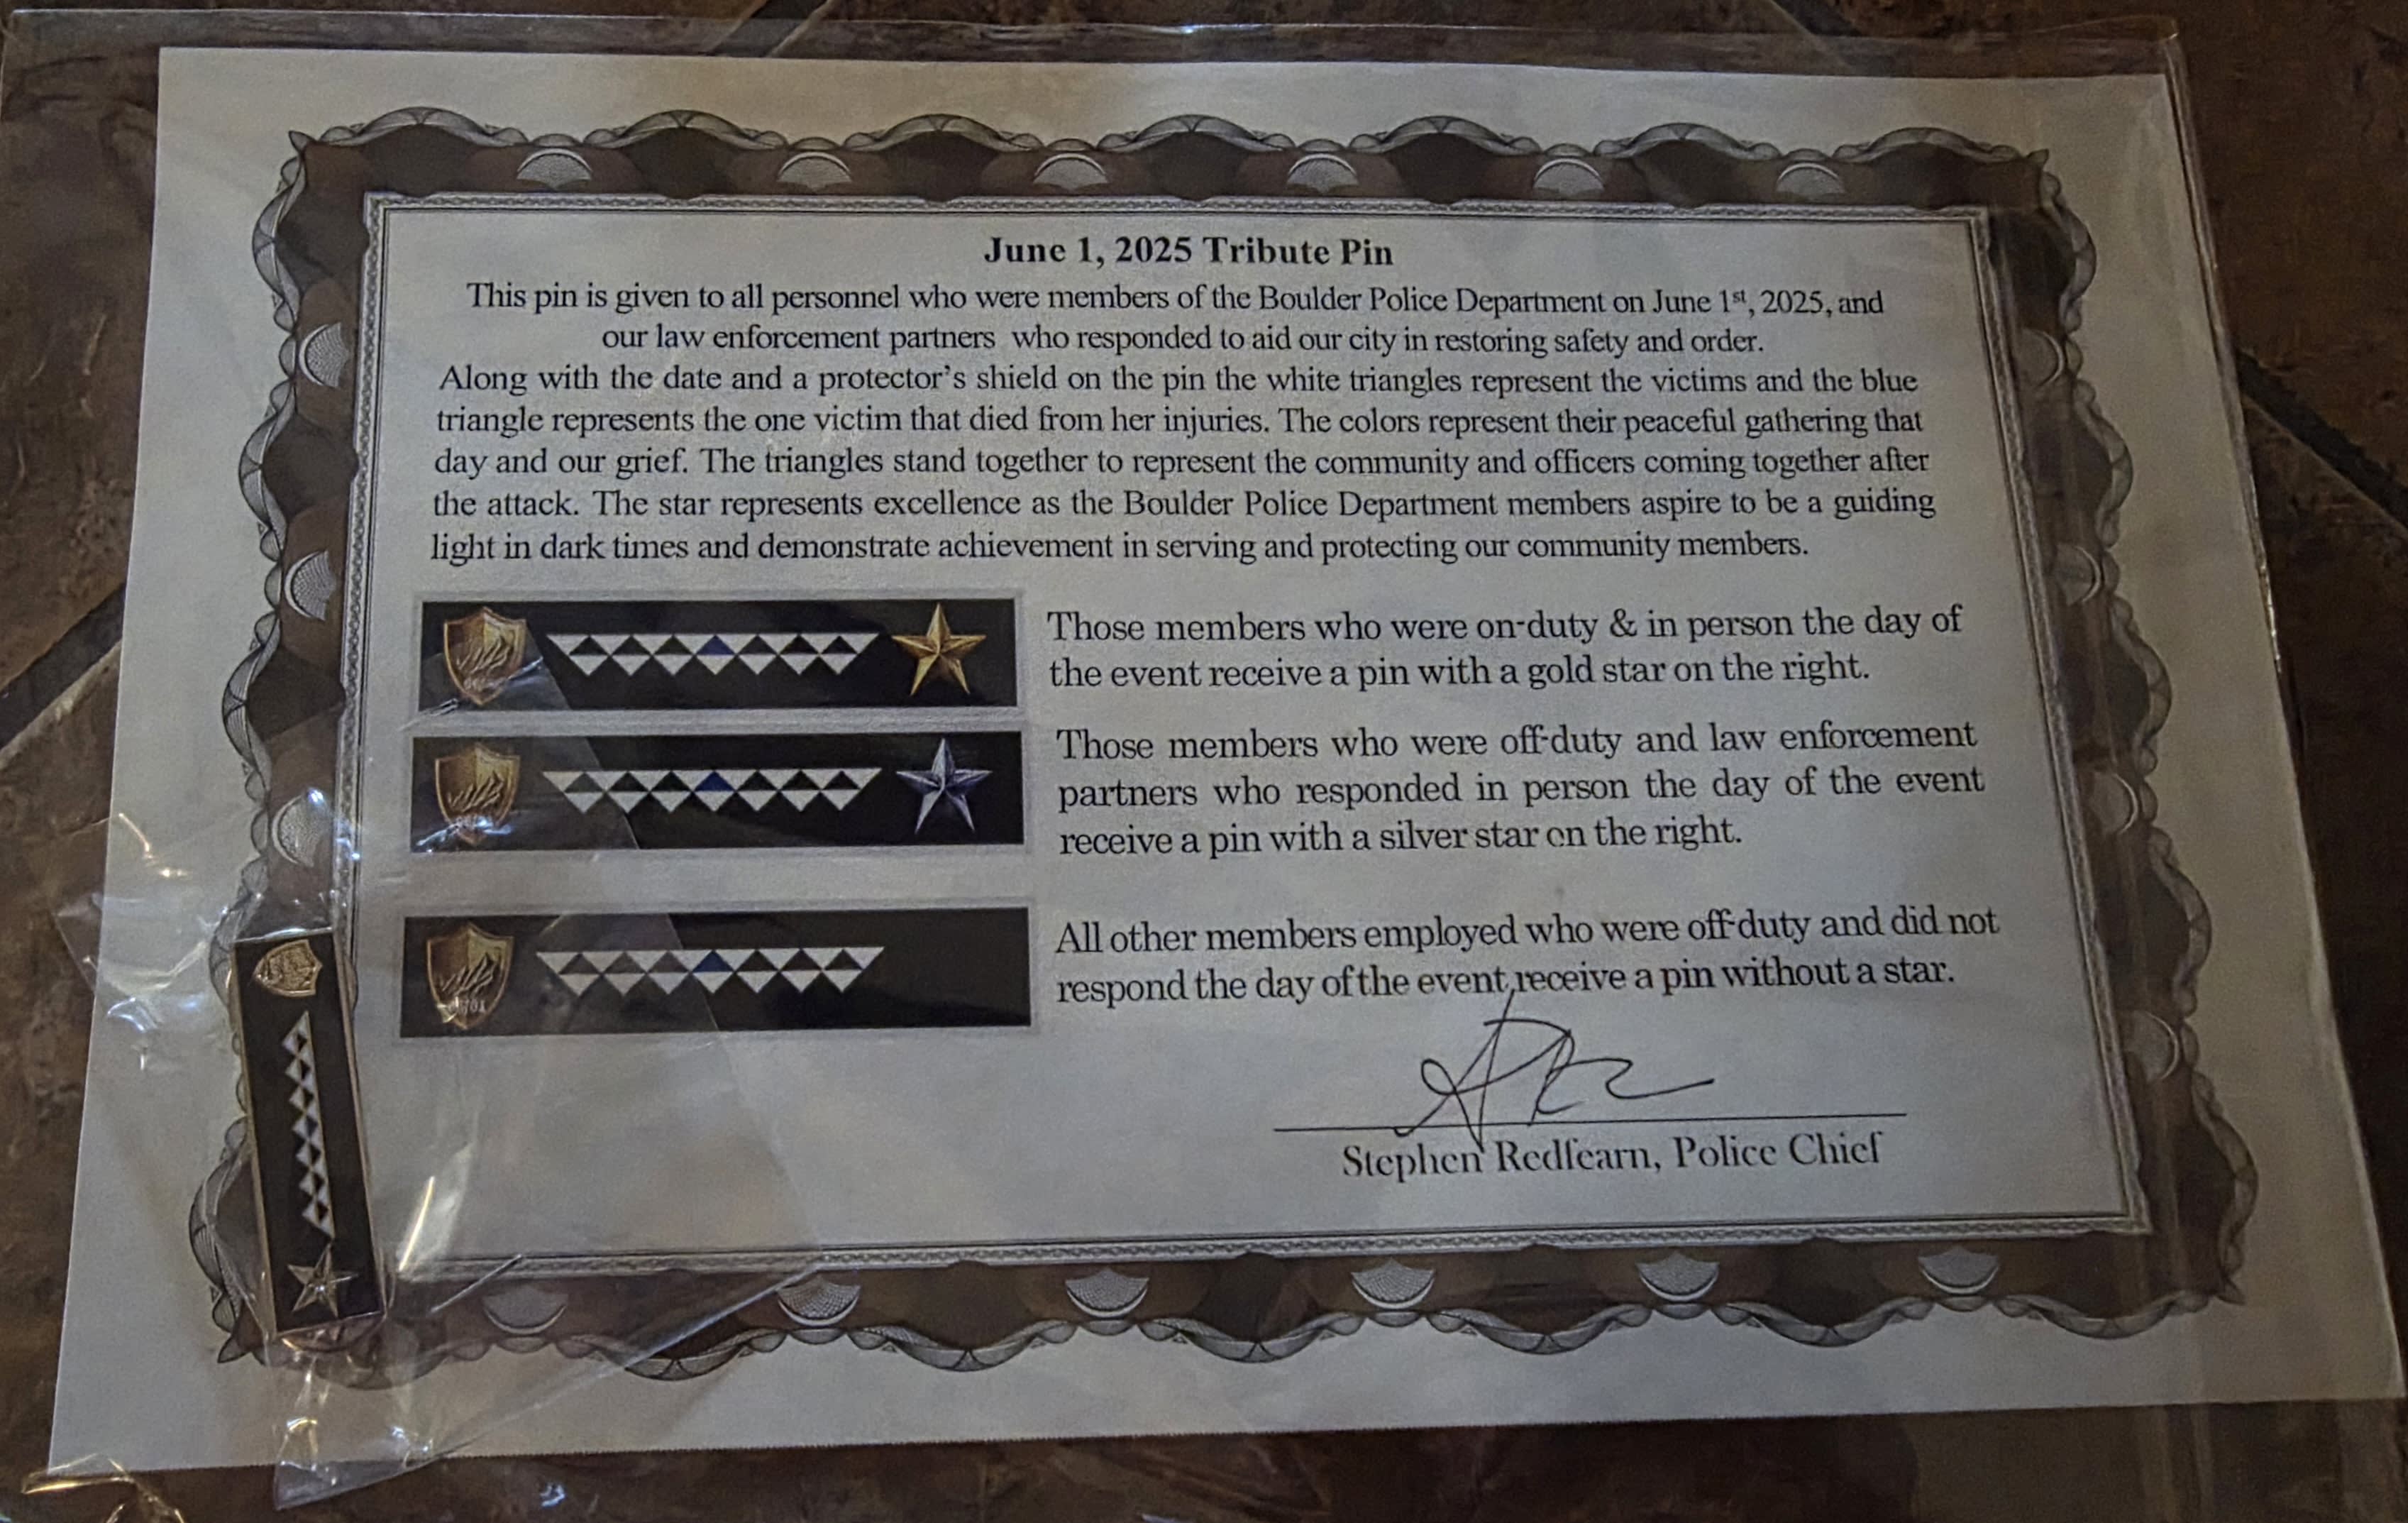 June 1, 2025 Tribute Pin
This pin is given to all personnel who were members of the Boulder Police Department on June 1st, 2025, and
our law enforcement partners who responded to aid our city in restoring safety and order.
Along with the date and a protector's shield on the pin the white triangles represent the victims and the blue
triangle represents the one victim that died from her injuries. The colors represent their peaceful gathering that
day and our grief. The triangles stand together to represent the community and officers coming together after
the attack. The star represents excellence as the Boulder Police Department members aspire to be a guiding
light in dark times and demonstrate achievement in serving and protecting our community members.
Those members who were on-duty & in person the day of
the event receive a pin with a gold star on the right.
Those members who were off-duty and law enforcement
partners who responded in person the day of the event
receive a pin with a silver star on the right.
All other members employed who were off-duty and did not
respond the day of the event, receive a pin without a star.
Stephen Redfearn, Police Chief